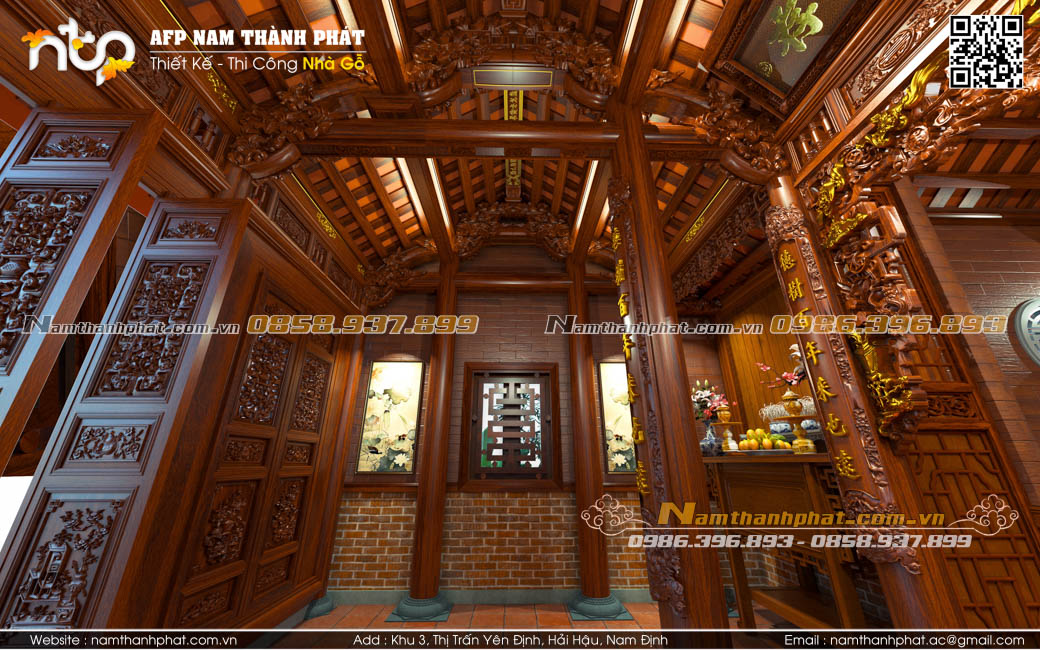 ntp
AFP NAM THÀNH PHÁT
Thiết Kế - Thi Công Nhà Gỗ
Namthanhphat.com.vn 0858.937.899
Namthanhphat.com.vn 0986.396.893
Namthanhphat.com.vn
0986.396.893 - 0858.937.899
Website : namthanhphat.com.vn
Add : Khu 3, Thị Trấn Yên Định, Hải Hậu, Nam Định
Email : namthanhphat.ac@gmail.com